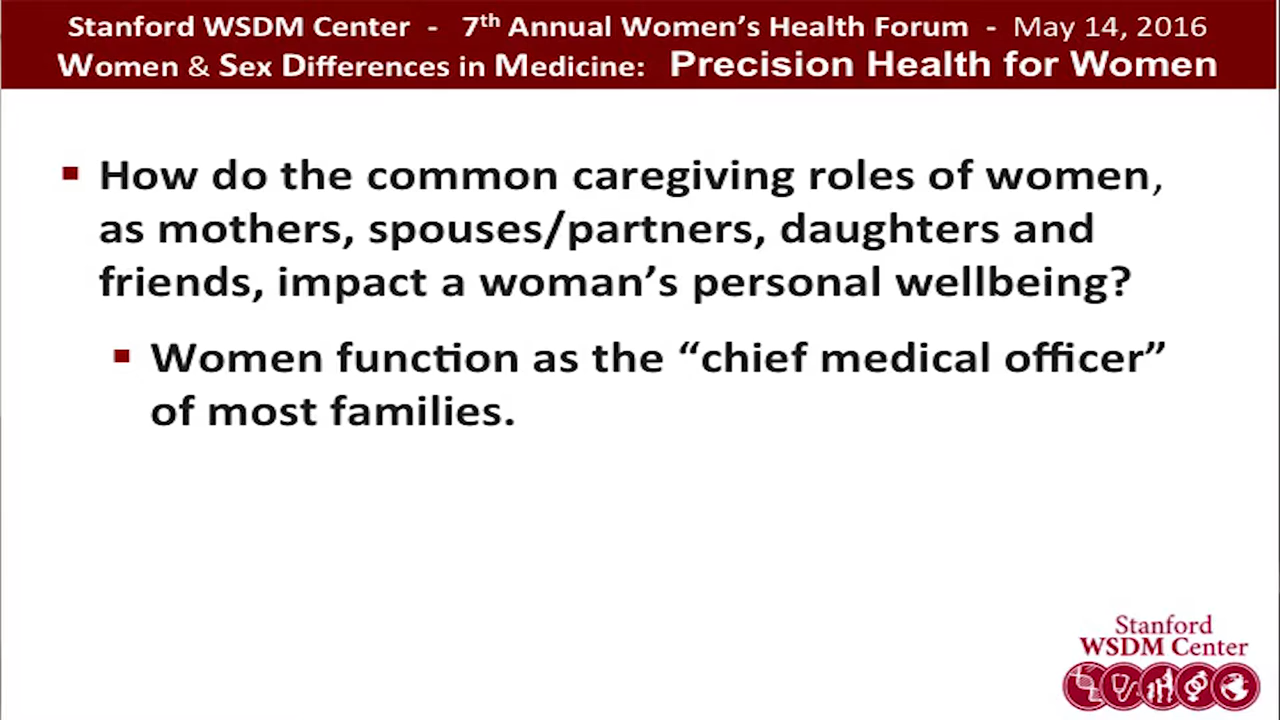 Stanford WSDM Center - 7th Annual Women’s Health Forum - May 14, 2016
Women & Sex Differences in Medicine: Precision Health for Women
▪ How do the common caregiving roles of women,
as mothers, spouses/partners, daughters and
friends, impact a woman’s personal wellbeing?
▪ Women function as the “chief medical officer”
of most families.
Stanford
WSDM Center